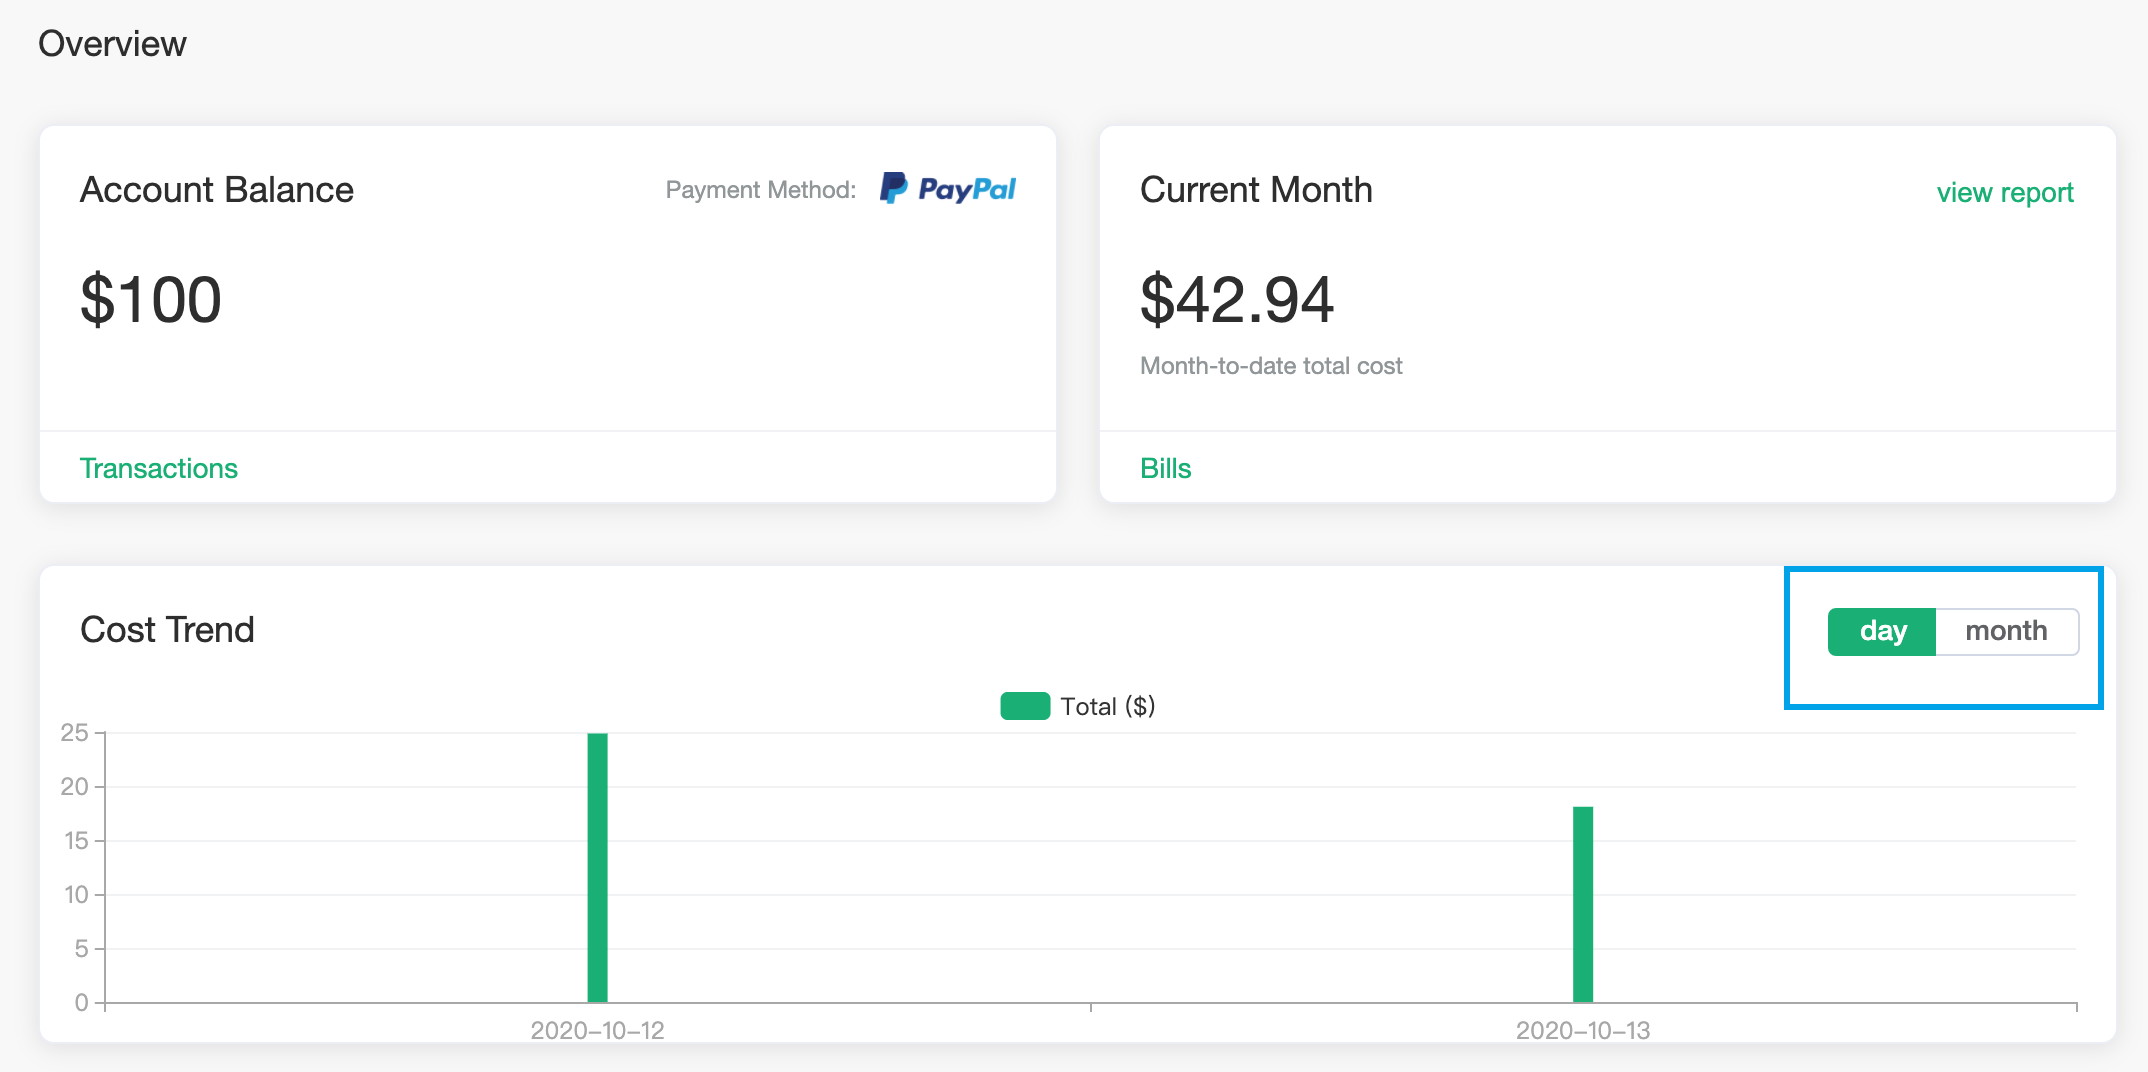 Overview
Account Balance
Payment Method: PayPal
$100
Transactions
Current Month
view report
$42.94
Month-to-date total cost
Bills
Cost Trend
day month
Total ($)
25
20
15
10
5
0
2020-10-12
2020-10-13